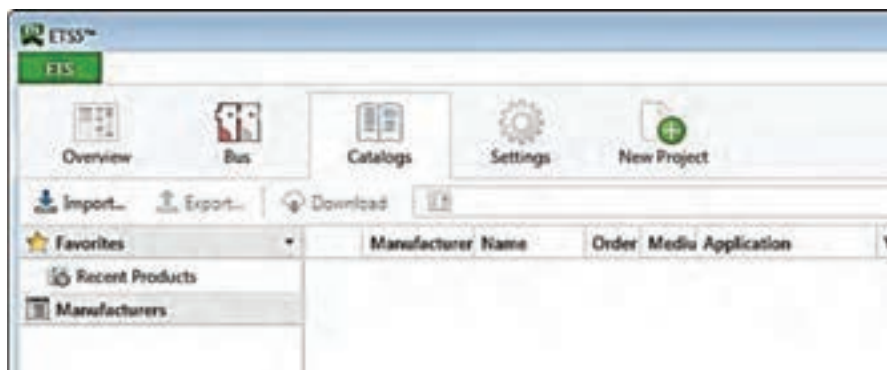 ETS5™
ETS
Overview Bus Catalogs Settings New Project
Import... Export... Download
Favorites Manufacturer Name Order Mediu Application
Recent Products
Manufacturers